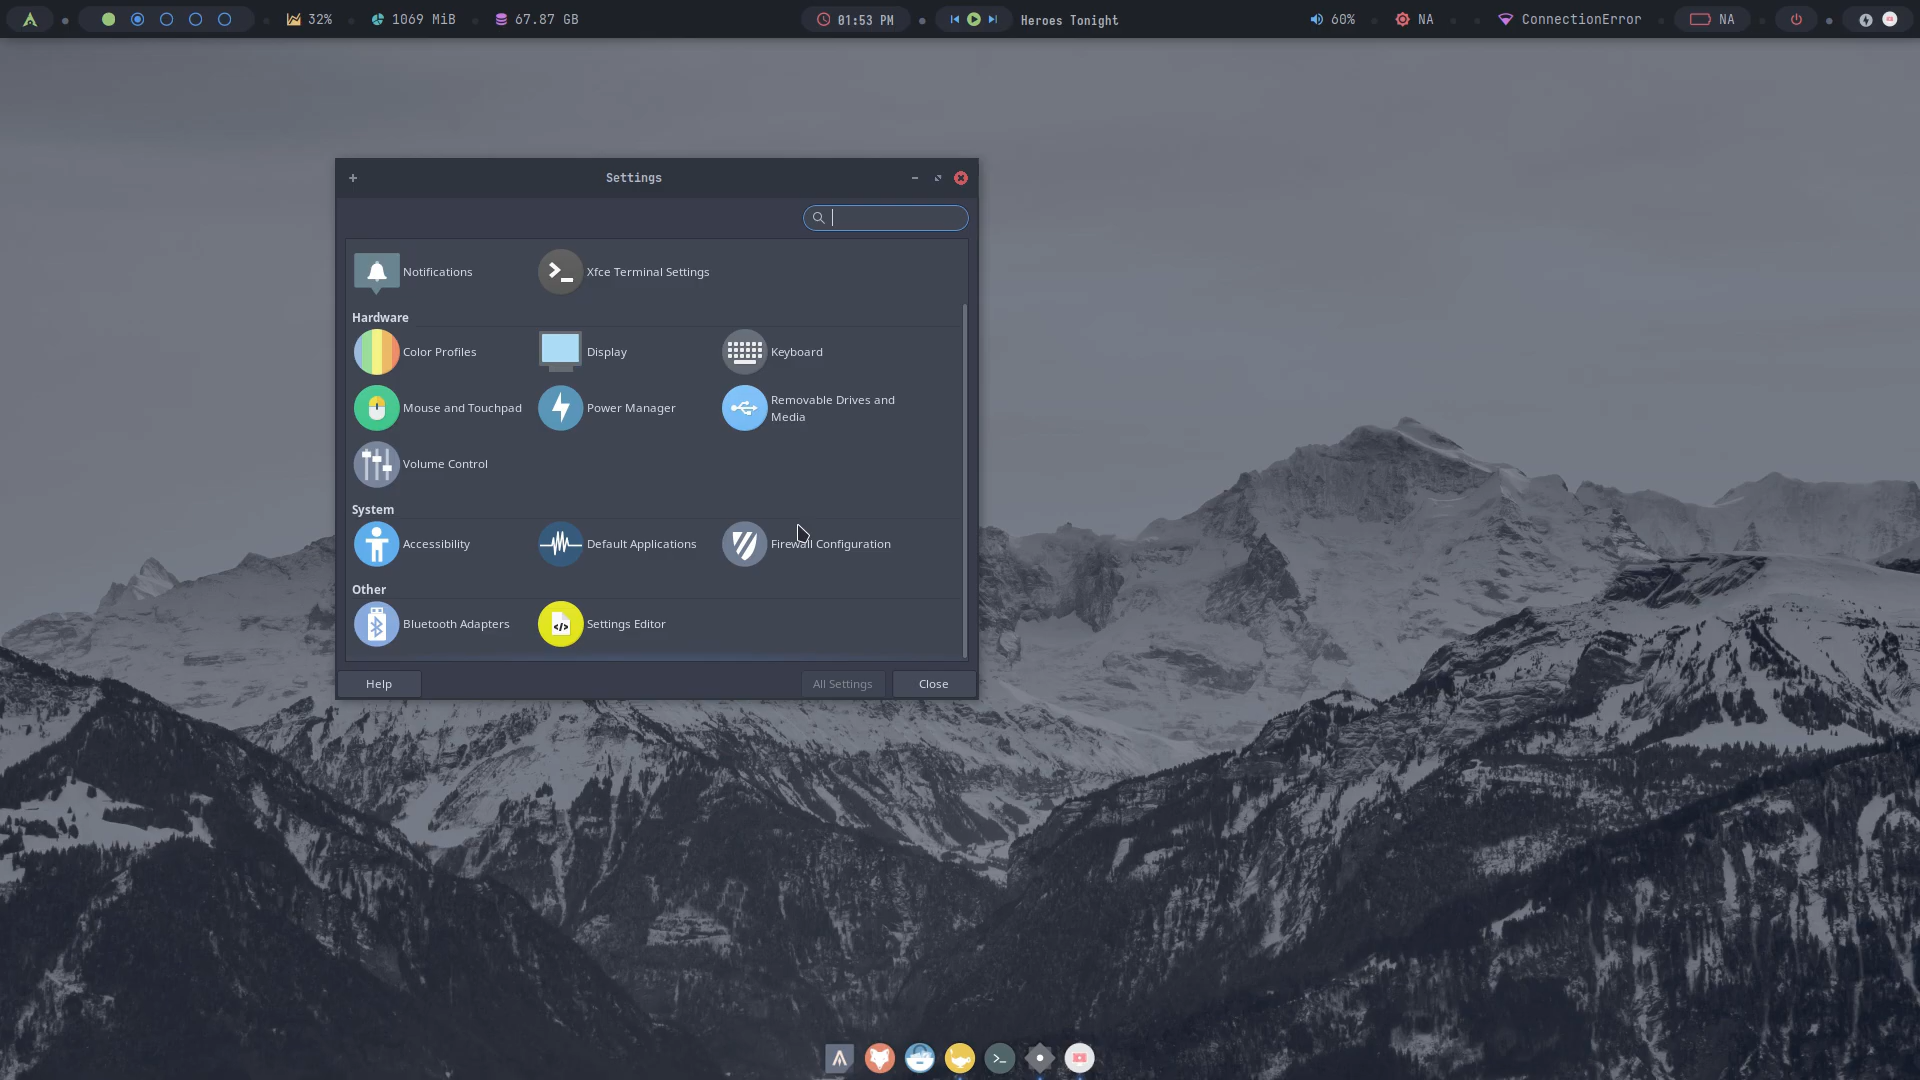 32% 1069 MiB 67.87 GB 01:53 PM Heroes Tonight 60% NA ConnectionError NA
Settings
Notifications Xfce Terminal Settings
Hardware
Color Profiles Display Keyboard
Mouse and Touchpad Power Manager Removable Drives and
Media
Volume Control
System
Accessibility Default Applications Firewall Configuration
Other
Bluetooth Adapters Settings Editor
Help All Settings Close